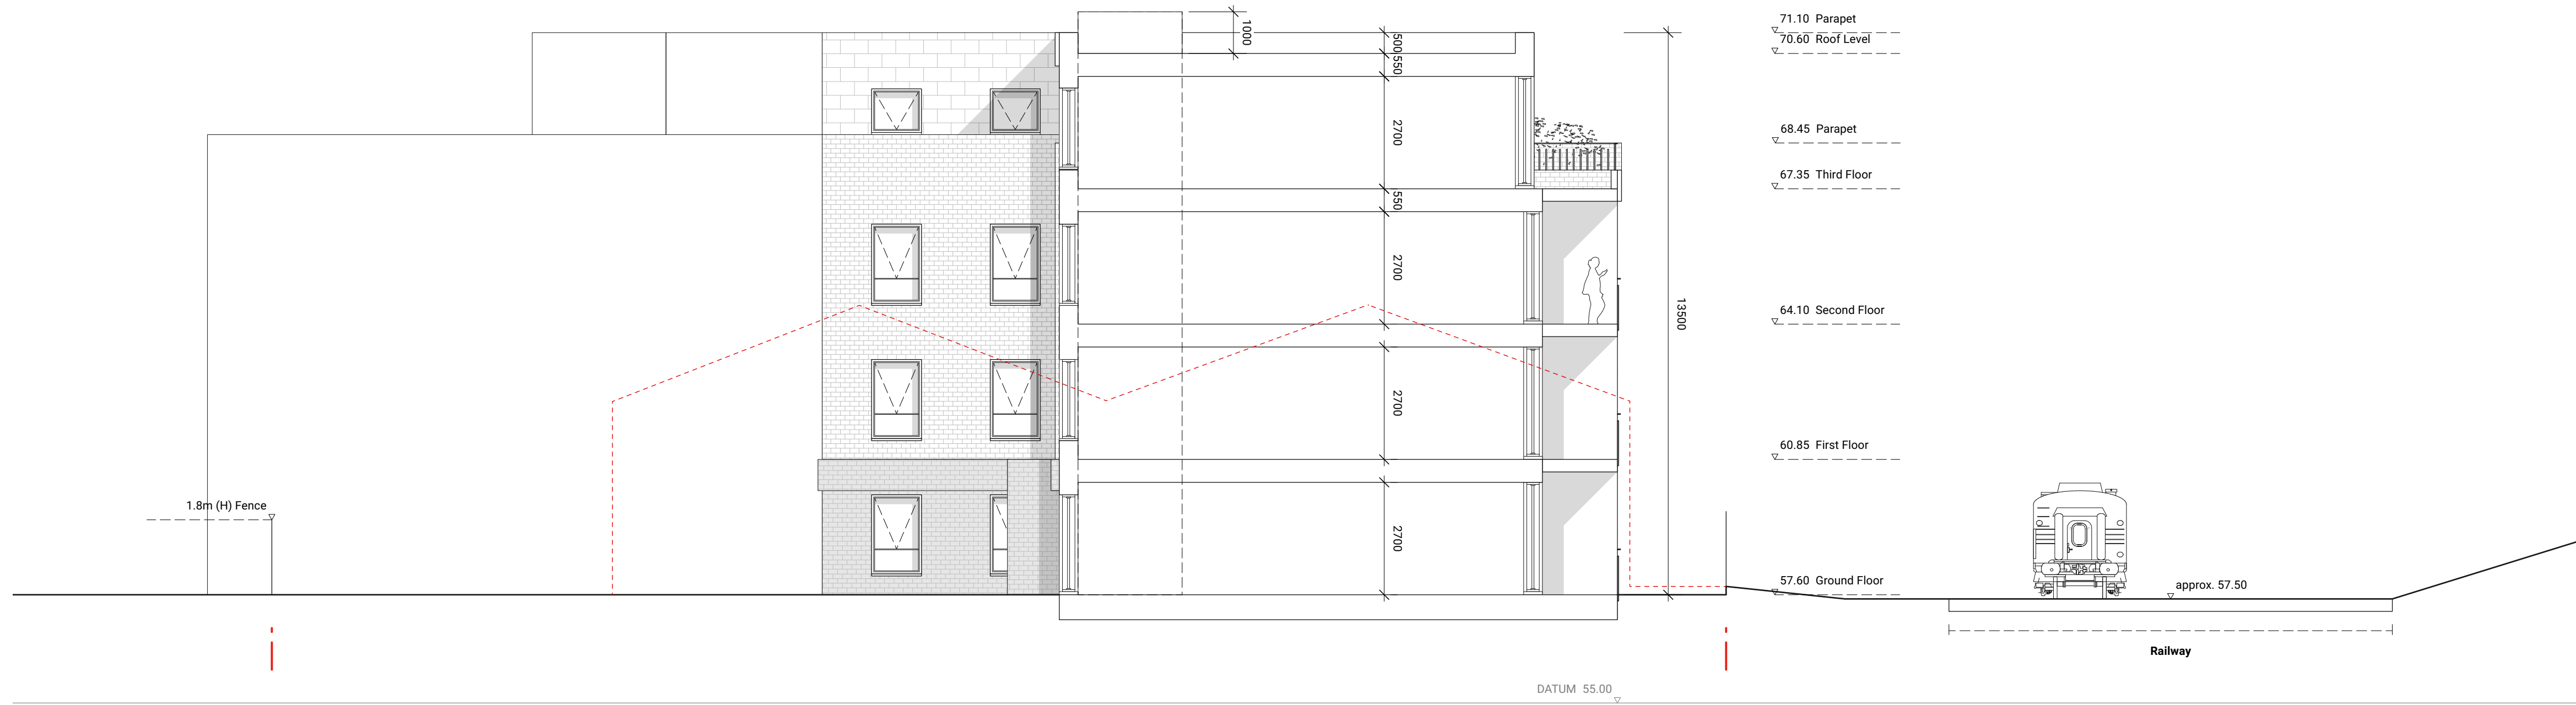 71.10 Parapet
70.60 Roof Level
1000
500
550
2700
68.45 Parapet
67.35 Third Floor
550
2700
64.10 Second Floor
13500
2700
60.85 First Floor
1.8m (H) Fence
2700
57.60 Ground Floor
approx. 57.50
Railway
DATUM 55.00